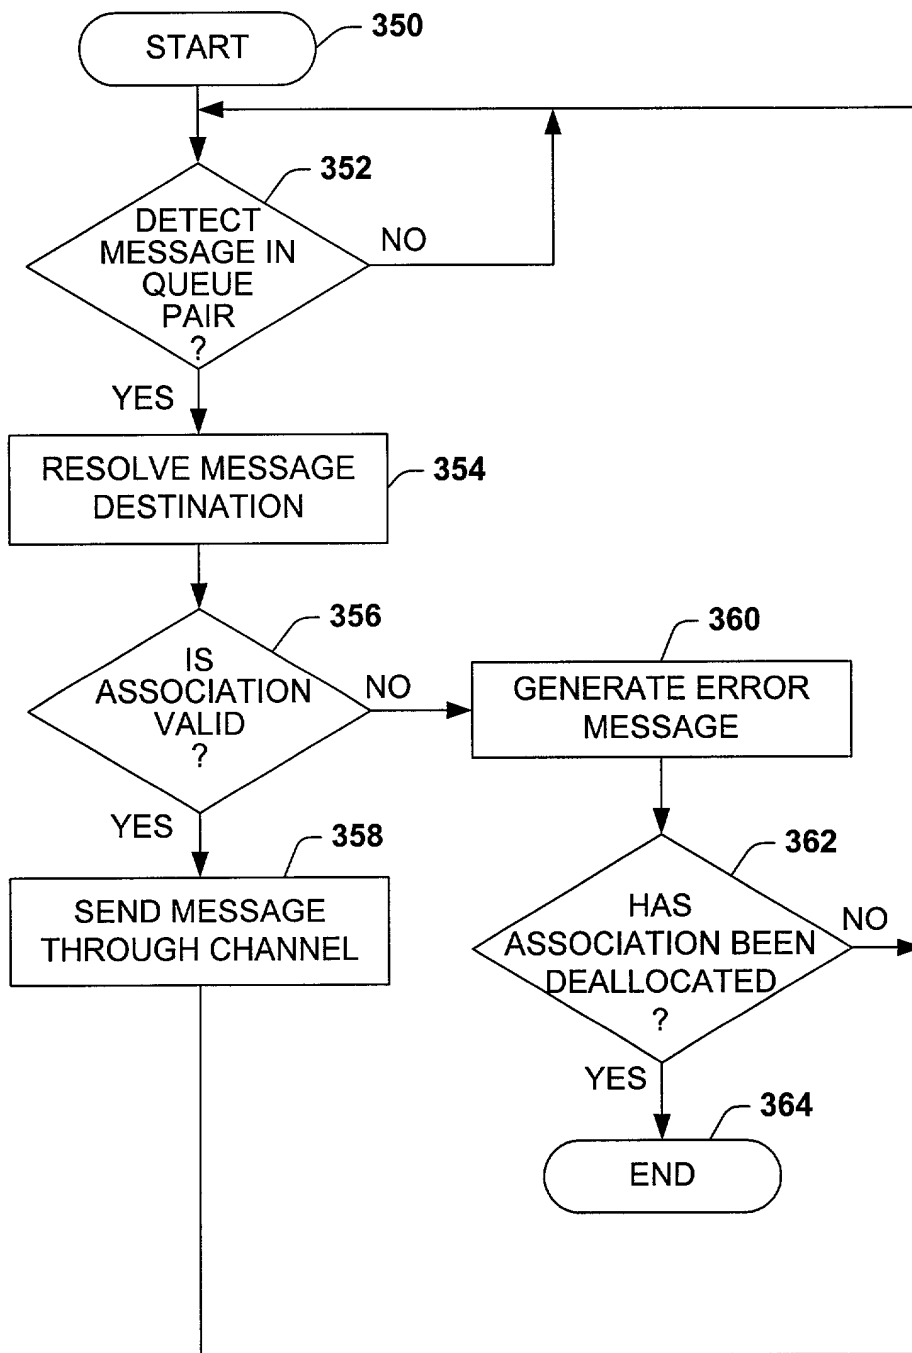 START
350
352
DETECT
MESSAGE IN
QUEUE
PAIR
?
NO
YES
RESOLVE MESSAGE
DESTINATION
354
356
IS
ASSOCIATION
VALID
?
NO
YES
360
GENERATE ERROR
MESSAGE
358
SEND MESSAGE
THROUGH CHANNEL
362
HAS
ASSOCIATION BEEN
DEALLOCATED
?
NO
YES
364
END